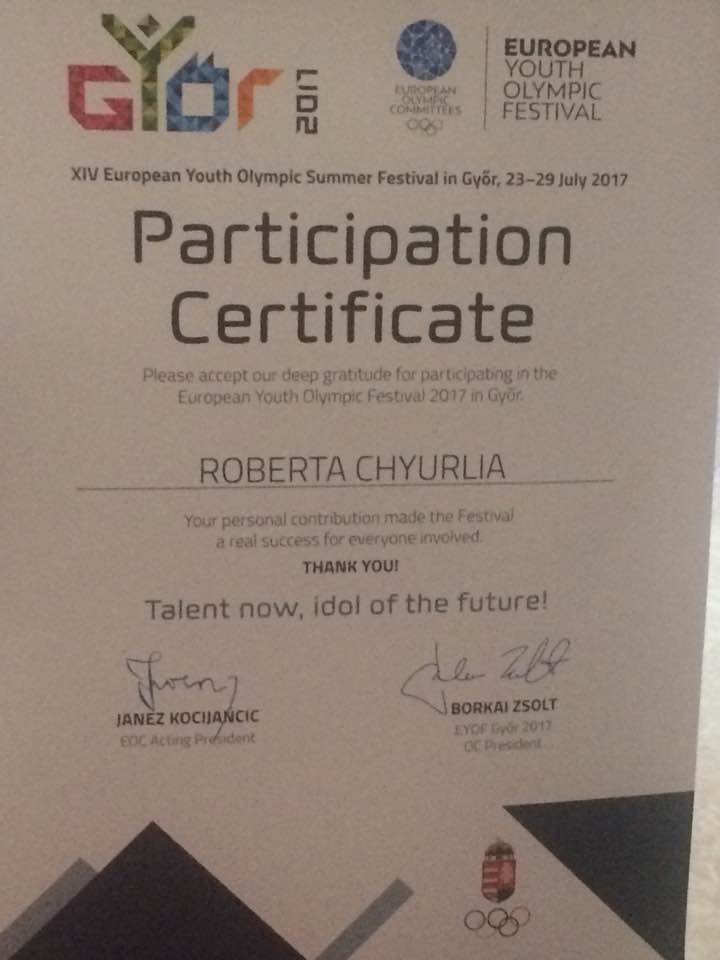 GYŐR 2017
EUROPEAN
OLYMPIC
COMMITTEES
EUROPEAN
YOUTH
OLYMPIC
FESTIVAL
XIV European Youth Olympic Summer Festival in Győr, 23–29 July 2017
Participation
Certificate
Please accept our deep gratitude for participating in the
European Youth Olympic Festival 2017 in Győr.
ROBERTA CHYURLIA
Your personal contribution made the Festival
a real success for everyone involved.
THANK YOU!
Talent now, idol of the future!
JANEZ KOCIJANČIČ
EOC Acting President
BORKAI ZSOLT
EYOF Győr 2017
OC President